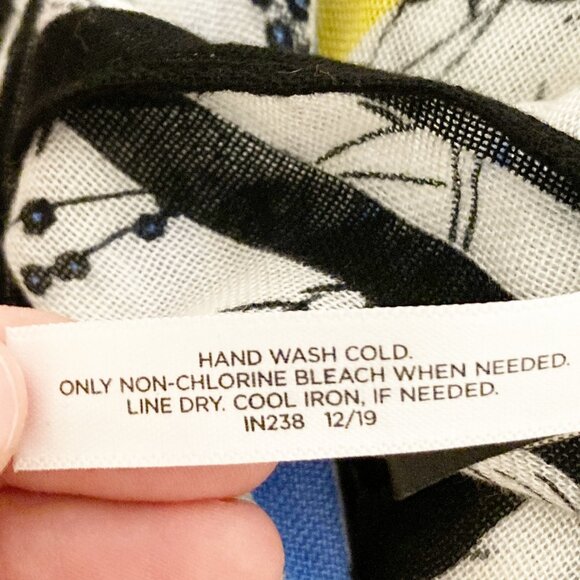 HAND WASH COLD.
ONLY NON-CHLORINE BLEACH WHEN NEEDED.
LINE DRY. COOL IRON, IF NEEDED.
IN238 12/19